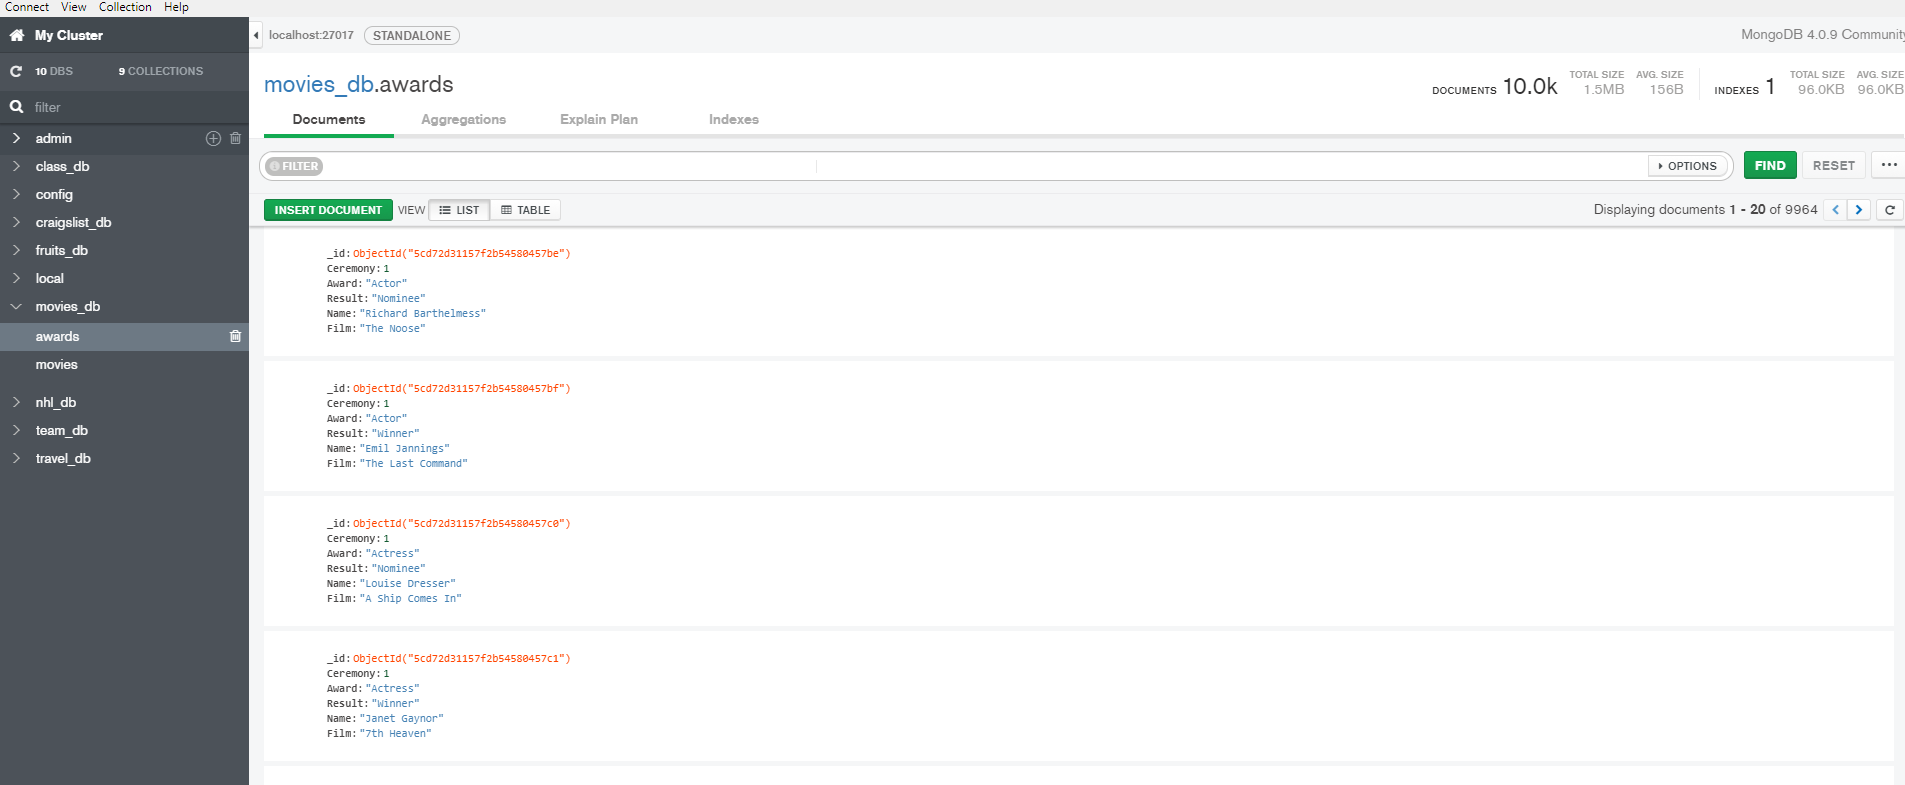 Connect View Collection Help
My Cluster
10 DBS 9 COLLECTIONS
filter
admin
class_db
config
craigslist_db
fruits_db
local
movies_db
awards
movies
nhl_db
team_db
travel_db
localhost:27017 STANDALONE MongoDB 4.0.9 Community
movies_db.awards
DOCUMENTS 10.0k TOTAL SIZE 1.5MB AVG. SIZE 156B INDEXES 1 TOTAL SIZE 96.0KB AVG. SIZE 96.0KB
Documents Aggregations Explain Plan Indexes
FILTER OPTIONS FIND RESET ...
INSERT DOCUMENT VIEW LIST TABLE Displaying documents 1 - 20 of 9964
_id: ObjectId("5cd72d31157f2b54580457be")
Ceremony: 1
Award: "Actor"
Result: "Nominee"
Name: "Richard Barthelmess"
Film: "The Noose"
_id: ObjectId("5cd72d31157f2b54580457bf")
Ceremony: 1
Award: "Actor"
Result: "Winner"
Name: "Emil Jannings"
Film: "The Last Command"
_id: ObjectId("5cd72d31157f2b54580457c0")
Ceremony: 1
Award: "Actress"
Result: "Nominee"
Name: "Louise Dresser"
Film: "A Ship Comes In"
_id: ObjectId("5cd72d31157f2b54580457c1")
Ceremony: 1
Award: "Actress"
Result: "Winner"
Name: "Janet Gaynor"
Film: "7th Heaven"